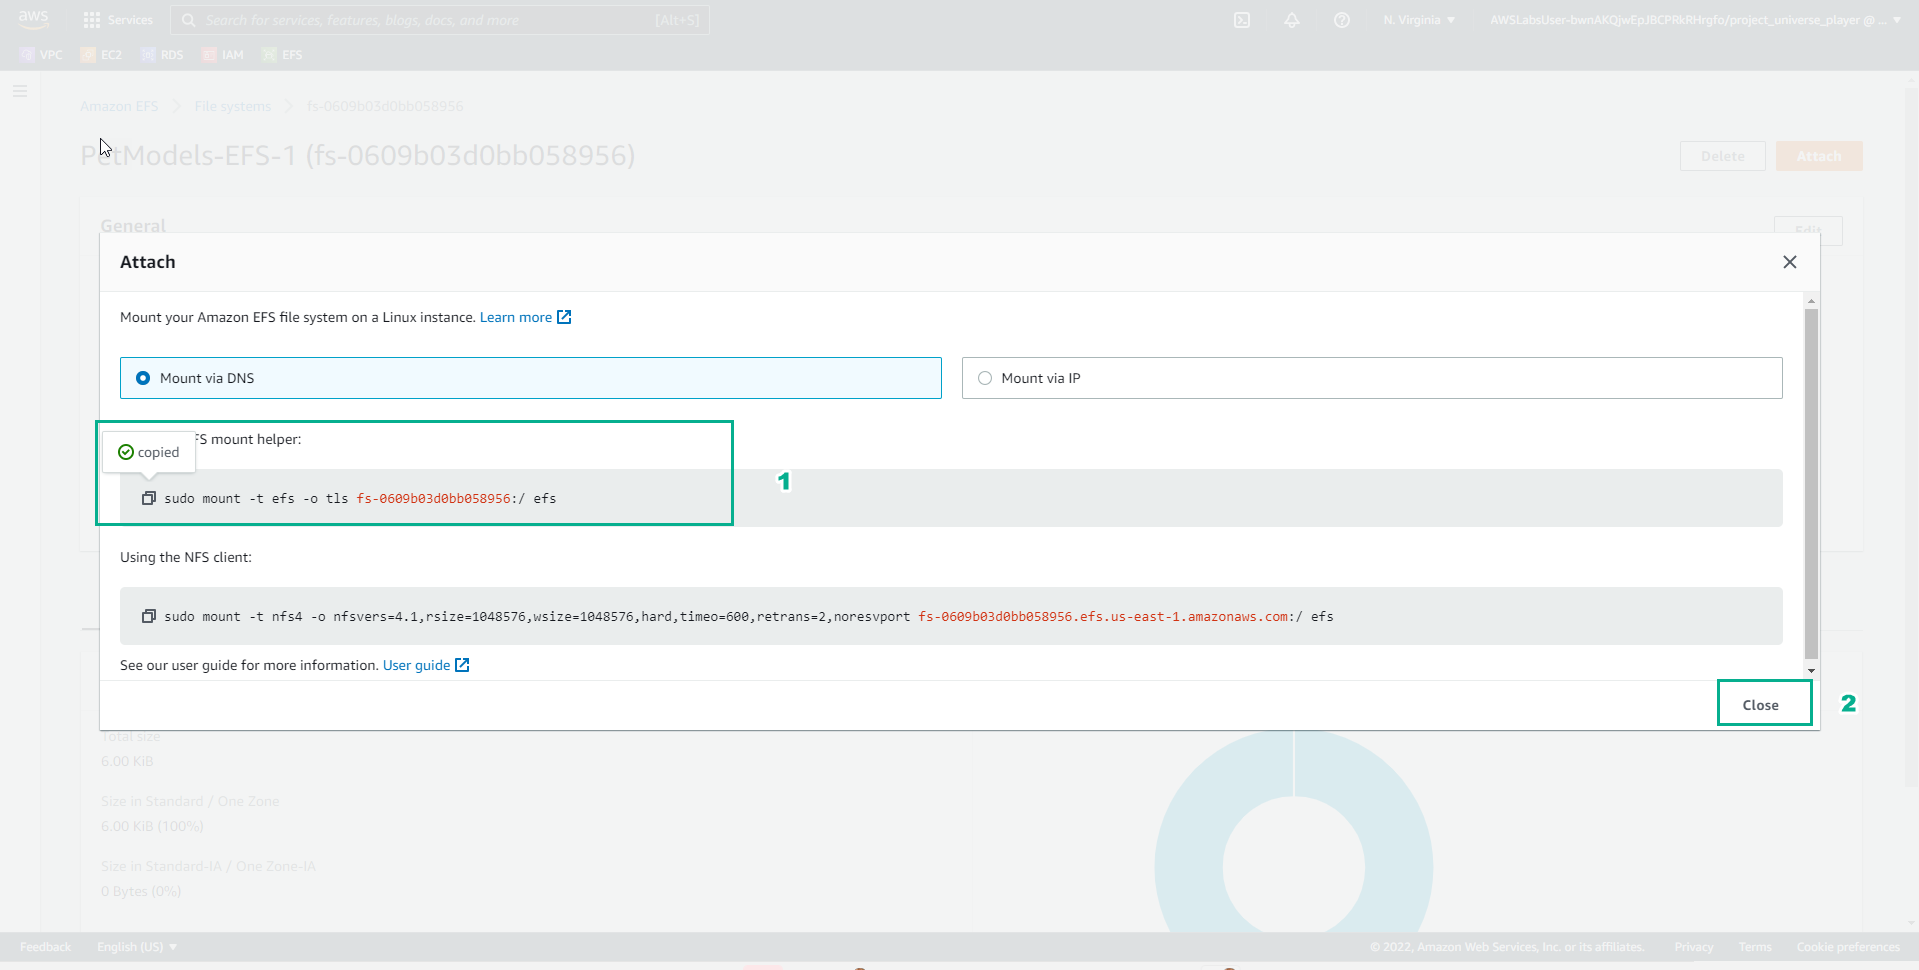 aws
Services
Search for services, features, blogs, docs, and more
[Alt+S]
N. Virginia ▼
AWSLabsUser-bwnAKQjwEpJBCPRkRHrgfo/project_universe_player @ ... ▼
VPC
EC2
RDS
IAM
EFS
Amazon EFS
File systems
fs-0609b03d0bb058956
PetModels-EFS-1 (fs-0609b03d0bb058956)
Delete
Attach
General
Edit
Attach
Mount your Amazon EFS file system on a Linux instance. Learn more
Mount via DNS
Mount via IP
FS mount helper:
copied
1
sudo mount -t efs -o tls fs-0609b03d0bb058956:/ efs
Using the NFS client:
sudo mount -t nfs4 -o nfsvers=4.1,rsize=1048576,wsize=1048576,hard,timeo=600,retrans=2,noresvport fs-0609b03d0bb058956.efs.us-east-1.amazonaws.com:/ efs
See our user guide for more information. User guide
Close
2
Total size
6.00 KiB
Size in Standard / One Zone
6.00 KiB (100%)
Size in Standard-IA / One Zone-IA
0 Bytes (0%)
Feedback
English (US) ▼
© 2022, Amazon Web Services, Inc. or its affiliates.
Privacy
Terms
Cookie preferences